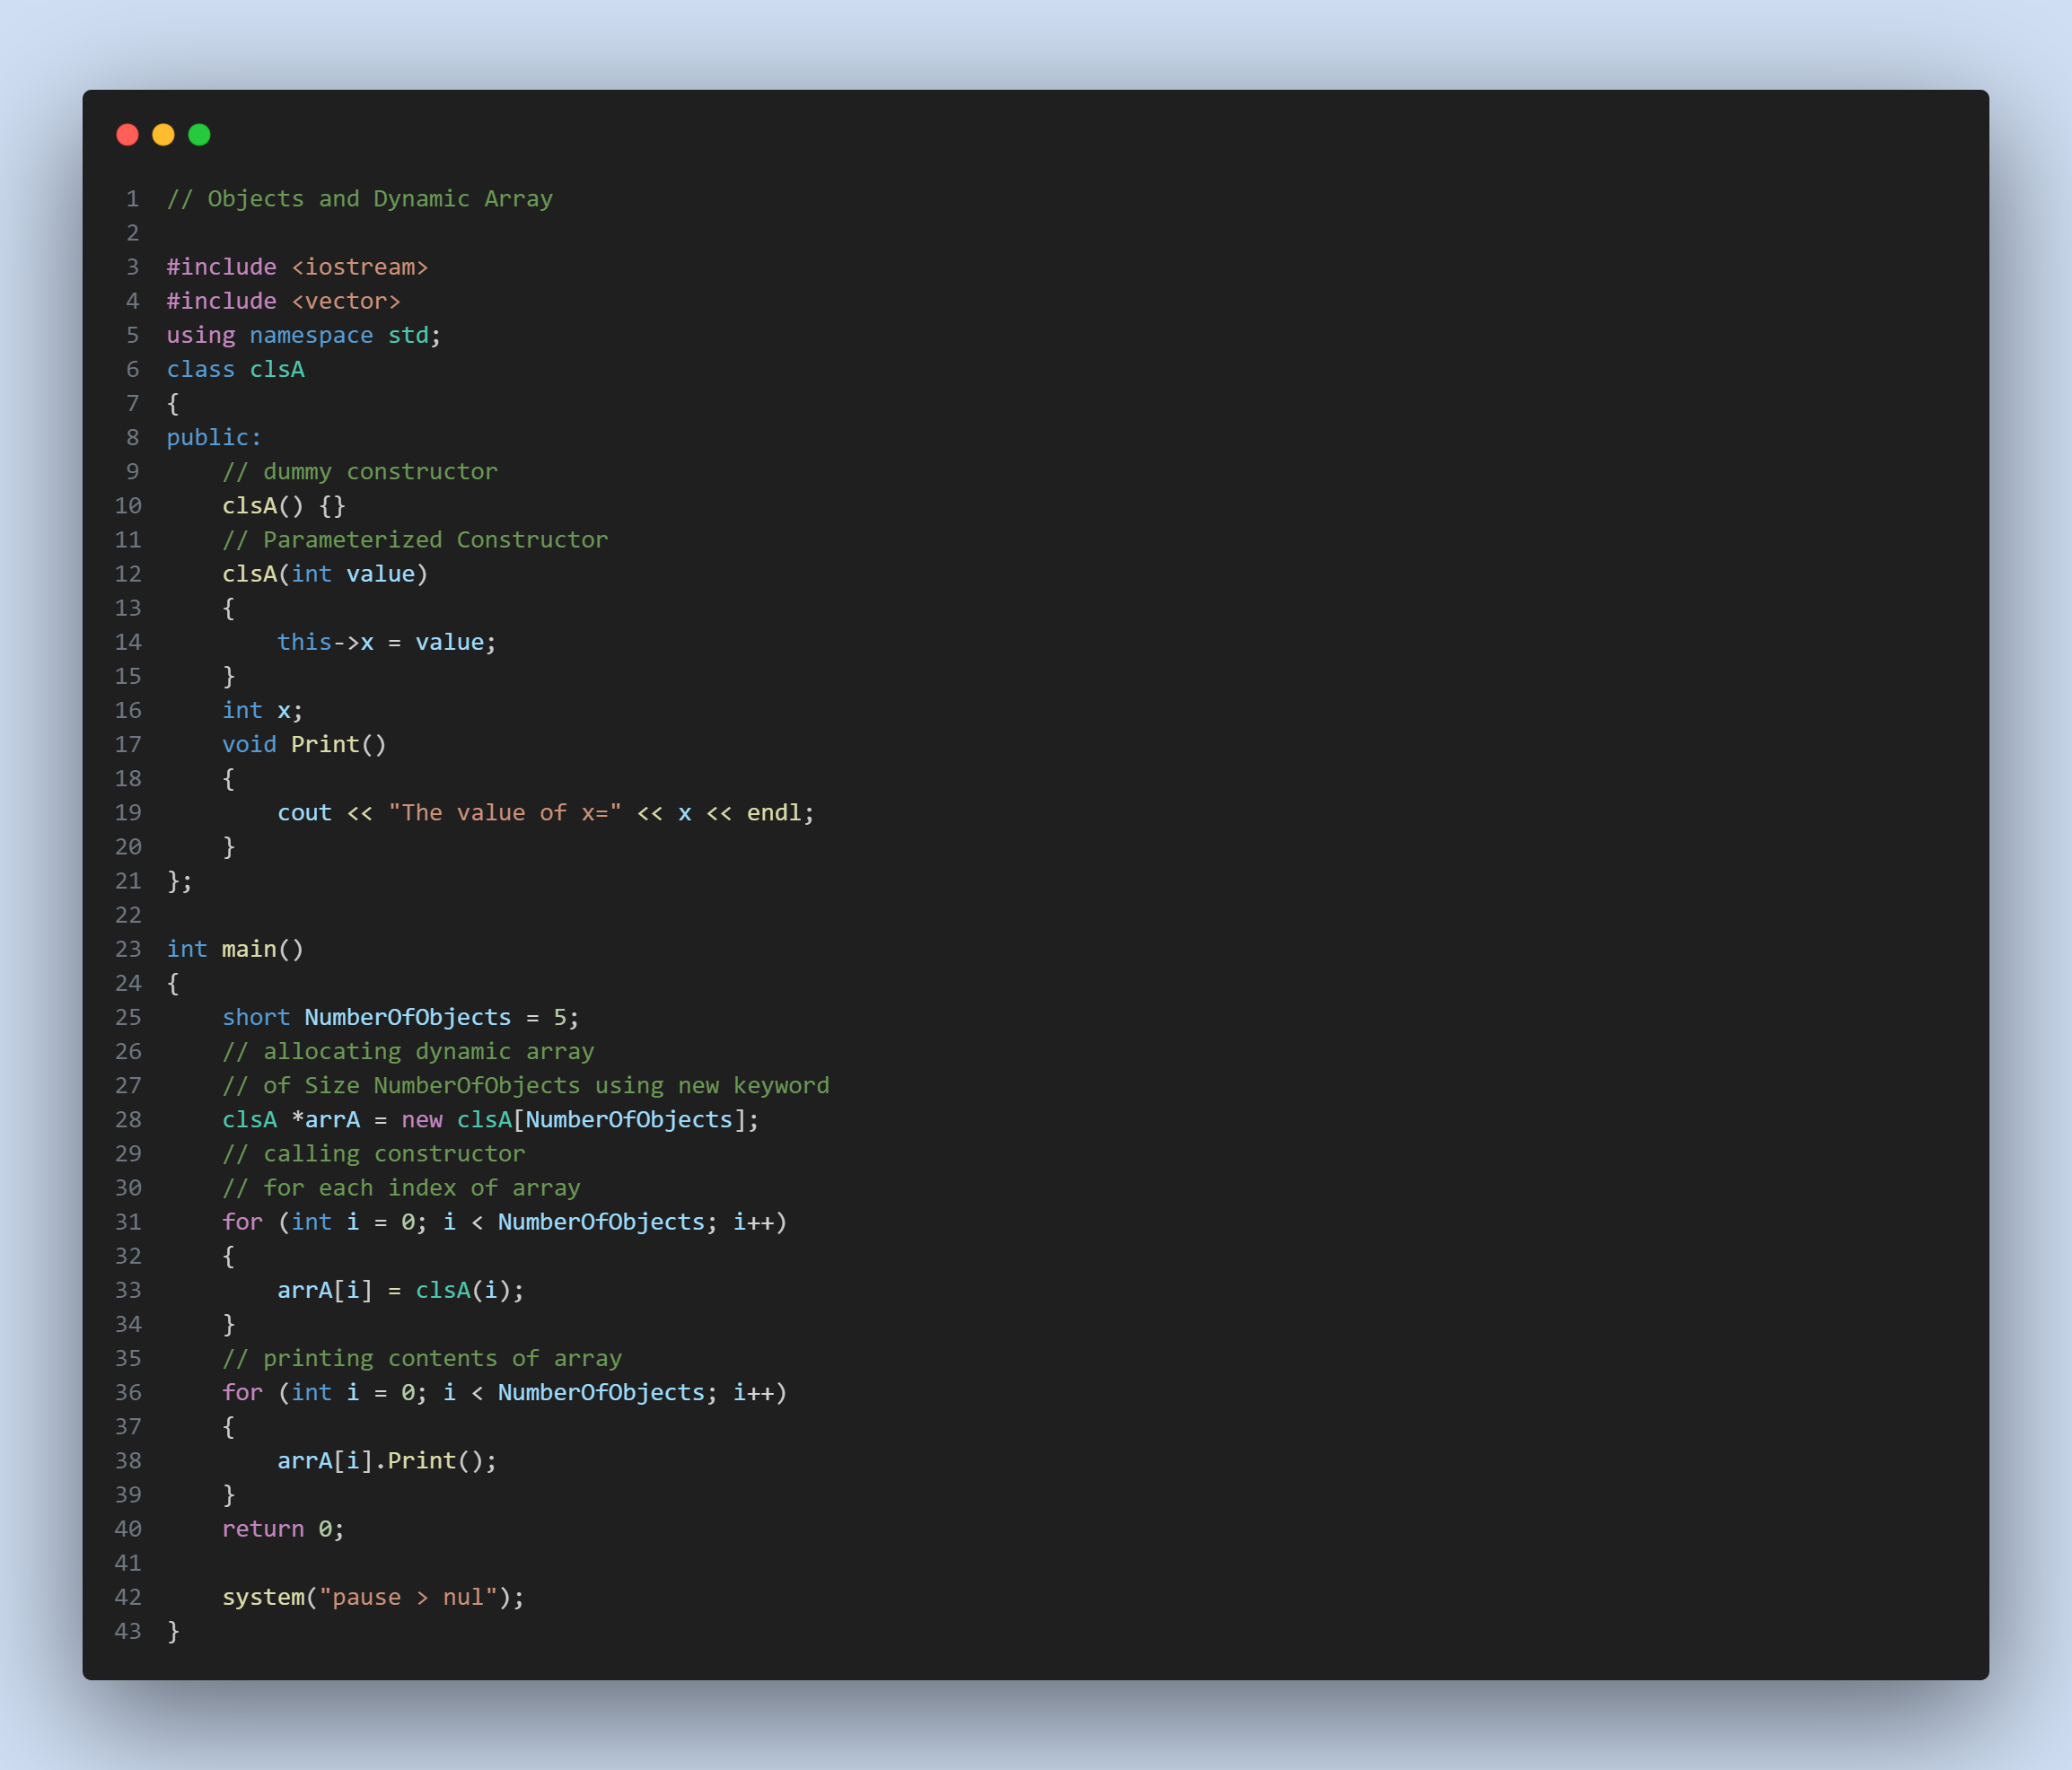 1 // Objects and Dynamic Array
2
3 #include <iostream>
4 #include <vector>
5 using namespace std;
6 class clsA
7 {
8 public:
9     // dummy constructor
10     clsA() {}
11     // Parameterized Constructor
12     clsA(int value)
13     {
14         this->x = value;
15     }
16     int x;
17     void Print()
18     {
19         cout << "The value of x=" << x << endl;
20     }
21 };
22
23 int main()
24 {
25     short NumberOfObjects = 5;
26     // allocating dynamic array
27     // of Size NumberOfObjects using new keyword
28     clsA *arrA = new clsA[NumberOfObjects];
29     // calling constructor
30     // for each index of array
31     for (int i = 0; i < NumberOfObjects; i++)
32     {
33         arrA[i] = clsA(i);
34     }
35     // printing contents of array
36     for (int i = 0; i < NumberOfObjects; i++)
37     {
38         arrA[i].Print();
39     }
40     return 0;
41
42     system("pause > nul");
43 }